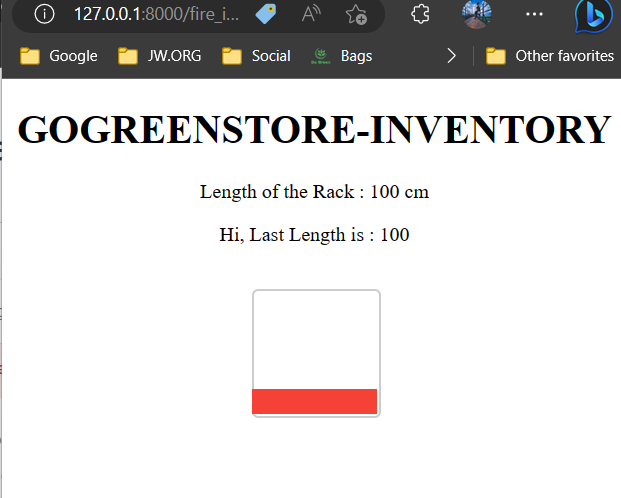 127.0.0.1:8000/fire_i...
Google JW.ORG Social Bags Other favorites
GOGREENSTORE-INVENTORY
Length of the Rack : 100 cm
Hi, Last Length is : 100